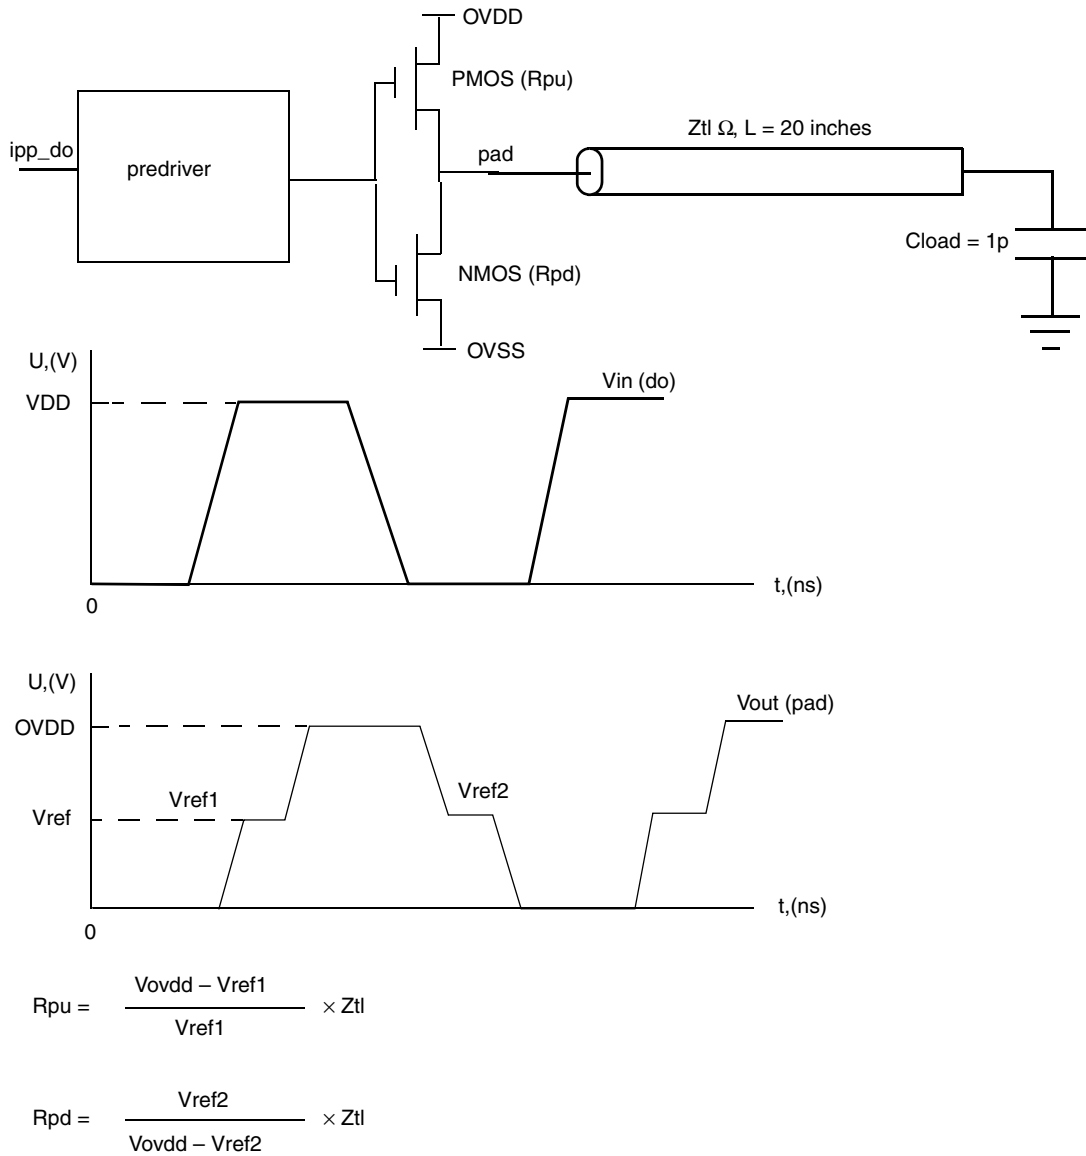 OVDD
PMOS (Rpu)
Ztl Ω, L = 20 inches
ipp_do
predriver
pad
Cload = 1p
NMOS (Rpd)
OVSS
U,(V)
VDD
Vin (do)
t,(ns)
0
U,(V)
OVDD
Vout (pad)
Vref1
Vref2
Vref
t,(ns)
0
Rpu = Vovdd – Vref1 × Ztl
Vref1
Rpd = Vref2 × Ztl
Vovdd – Vref2